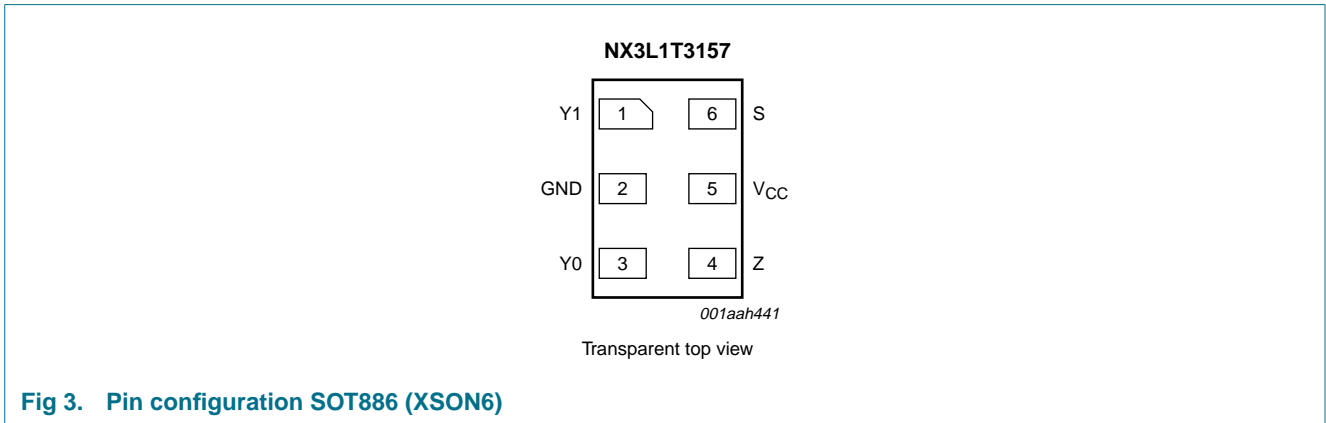 NX3L1T3157
Y1 1 6 S
GND 2 5 VCC
Y0 3 4 Z
001aah441
Transparent top view
Fig 3. Pin configuration SOT886 (XSON6)